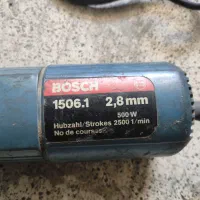 BOSCH
1506.1 2,8 mm
500 W
Hubzahl/Strokes 2500 1/min
No de courses